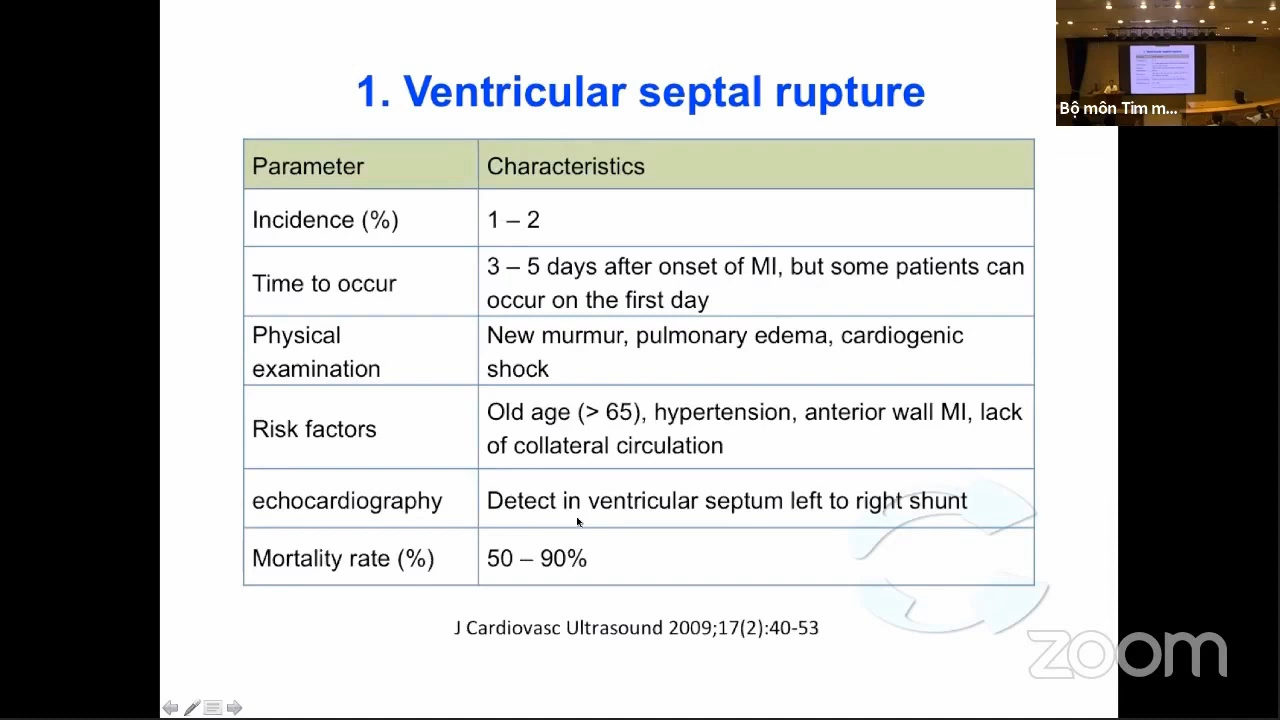 1. Ventricular septal rupture
Bộ môn Tim m...
Parameter
Characteristics
Incidence (%)
1 – 2
Time to occur
3 – 5 days after onset of MI, but some patients can
occur on the first day
Physical
examination
New murmur, pulmonary edema, cardiogenic
shock
Risk factors
Old age (> 65), hypertension, anterior wall MI, lack
of collateral circulation
echocardiography
Detect in ventricular septum left to right shunt
Mortality rate (%)
50 – 90%
J Cardiovasc Ultrasound 2009;17(2):40-53
zoom